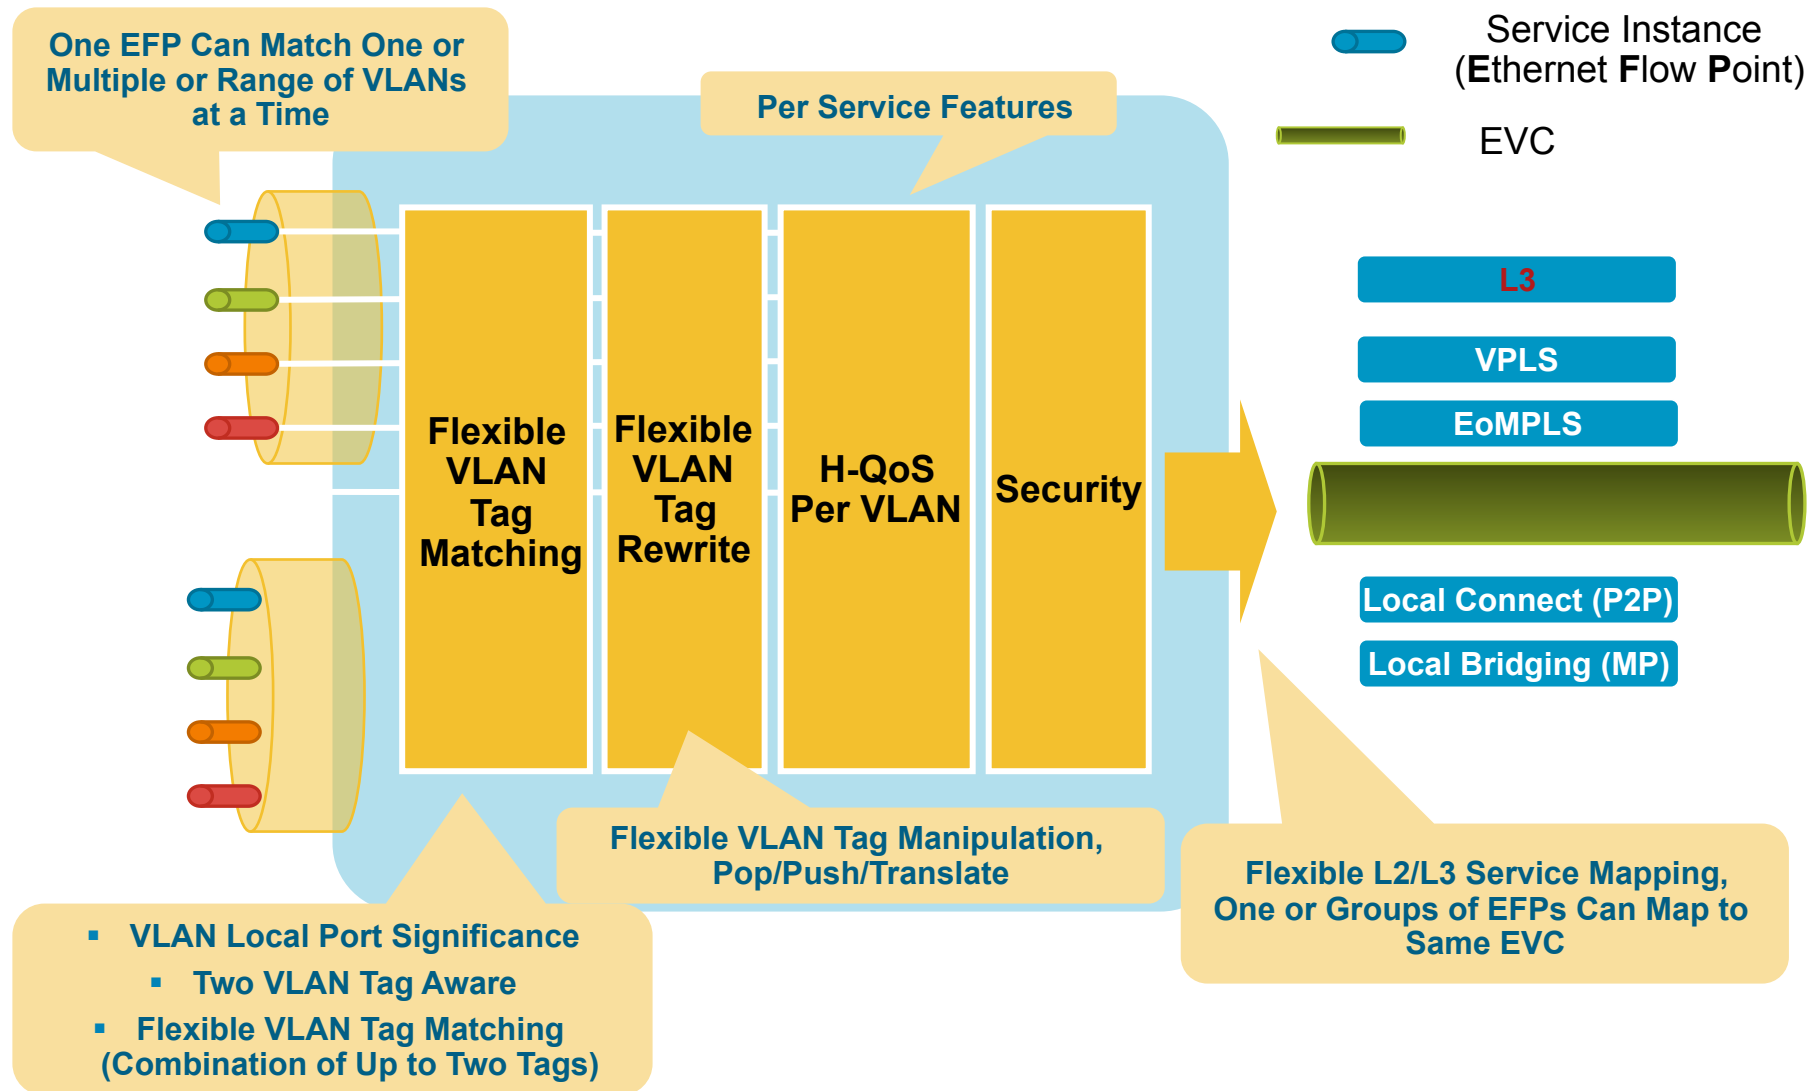 One EFP Can Match One or
Multiple or Range of VLANs
at a Time
Per Service Features
Service Instance
(Ethernet Flow Point)
EVC
L3
VPLS
EoMPLS
Local Connect (P2P)
Local Bridging (MP)
Flexible
VLAN
Tag
Matching
Flexible
VLAN
Tag
Rewrite
H-QoS
Per VLAN
Security
Flexible VLAN Tag Manipulation,
Pop/Push/Translate
Flexible L2/L3 Service Mapping,
One or Groups of EFPs Can Map to
Same EVC
▪ VLAN Local Port Significance
▪ Two VLAN Tag Aware
▪ Flexible VLAN Tag Matching
(Combination of Up to Two Tags)